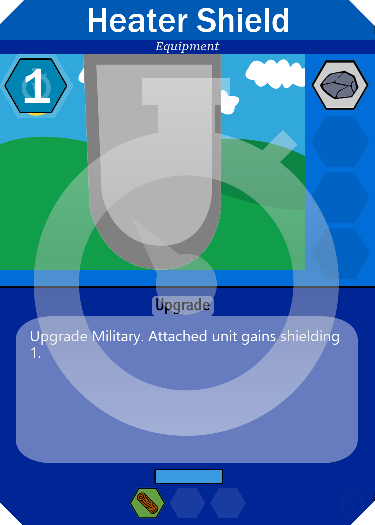 Heater Shield
Equipment
1
Upgrade
Upgrade Military. Attached unit gains shielding
1.